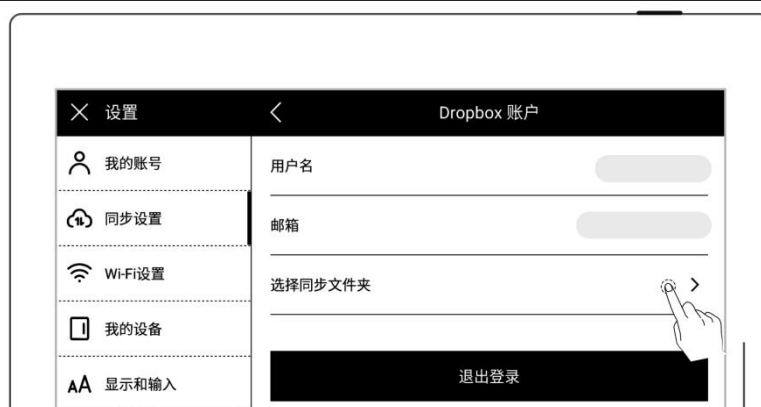 设置
Dropbox 账户
我的账号
用户名
同步设置
邮箱
Wi-Fi设置
选择同步文件夹
我的设备
AA 显示和输入
退出登录